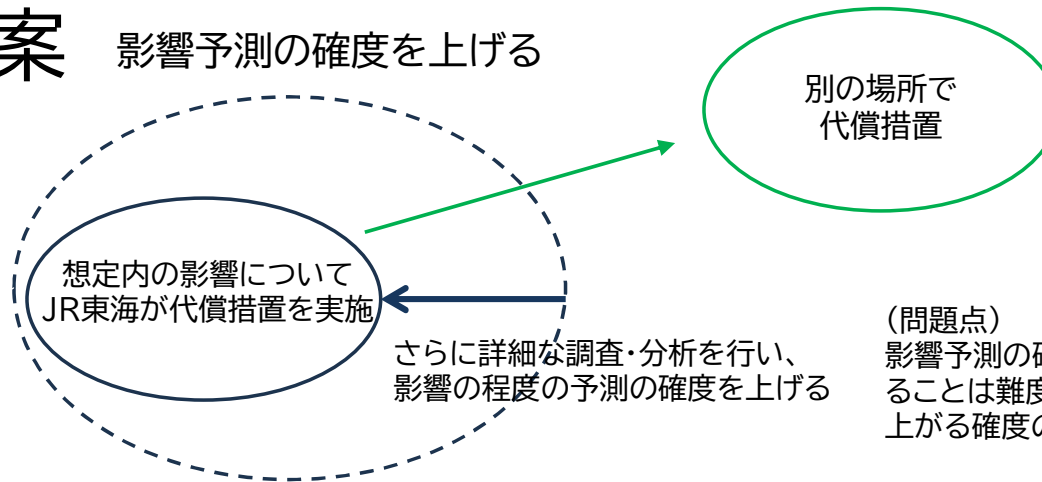 案 影響予測の確度を上げる
別の場所で
代償措置
想定内の影響について
JR東海が代償措置を実施
さらに詳細な調査・分析を行い、
影響の程度の予測の確度を上げる
（問題点）
影響予測の確
ることは難度
上がる確度の